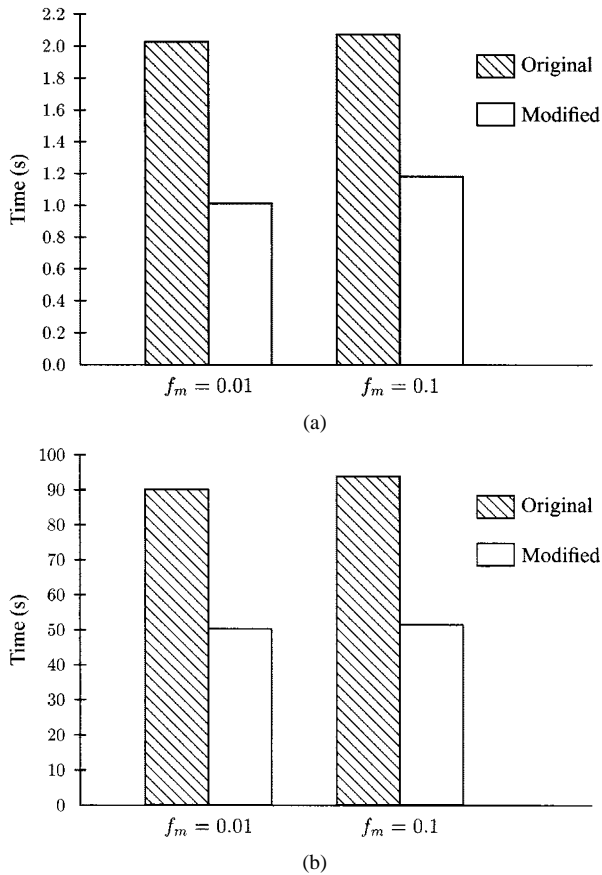 2.2
2.0
1.8
1.6
1.4
1.2
1.0
0.8
0.6
0.4
0.2
0.0
Time (s)
Original
Modified
f_m = 0.01
f_m = 0.1
(a)
100
90
80
70
60
50
40
30
20
10
0
Time (s)
Original
Modified
f_m = 0.01
f_m = 0.1
(b)